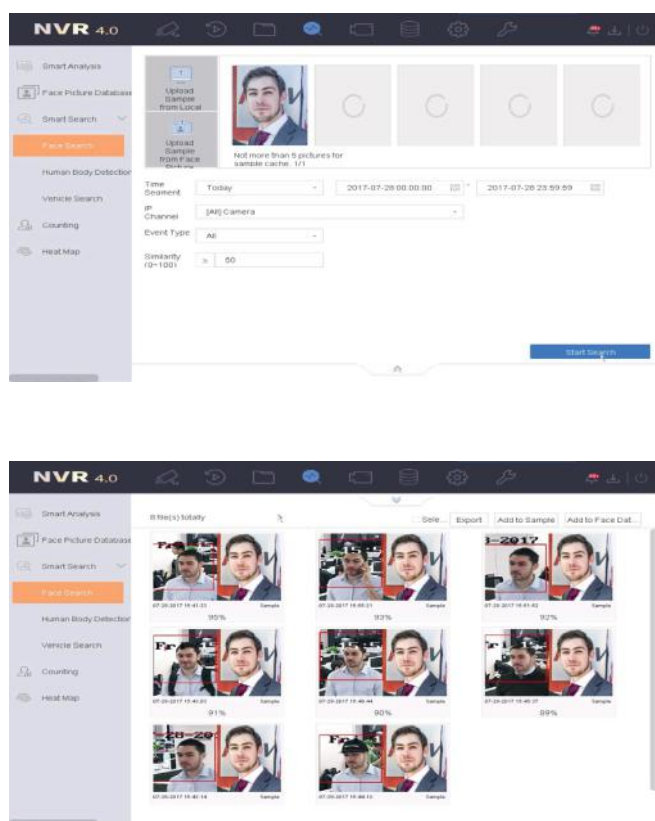 NVR 4.0
Smart Analysis
Face Picture Database
Smart Search
Face Search
Human Body Detection
Vehicle Search
Counting
Heat Map
Upload
Sample
from Local
Upload
Sample
from Face
Picture
Not more than 5 pictures for
sample cache. 1/1
Time
Segment
Today
2017-07-28 00:00:00
-
2017-07-28 23:59:59
IP
Channel
[All] Camera
Event Type
All
Similarity
(0~100)
≥ 50
Start Search
NVR 4.0
Smart Analysis
Face Picture Database
Smart Search
Face Search
Human Body Detection
Vehicle Search
Counting
Heat Map
8 file(s) totally
Sele... Export Add to Sample Add to Face Dat...
3-2017
Sample
Sample
Sample
95%
93%
92%
Sample
Sample
Sample
91%
90%
89%
Sample
Sample